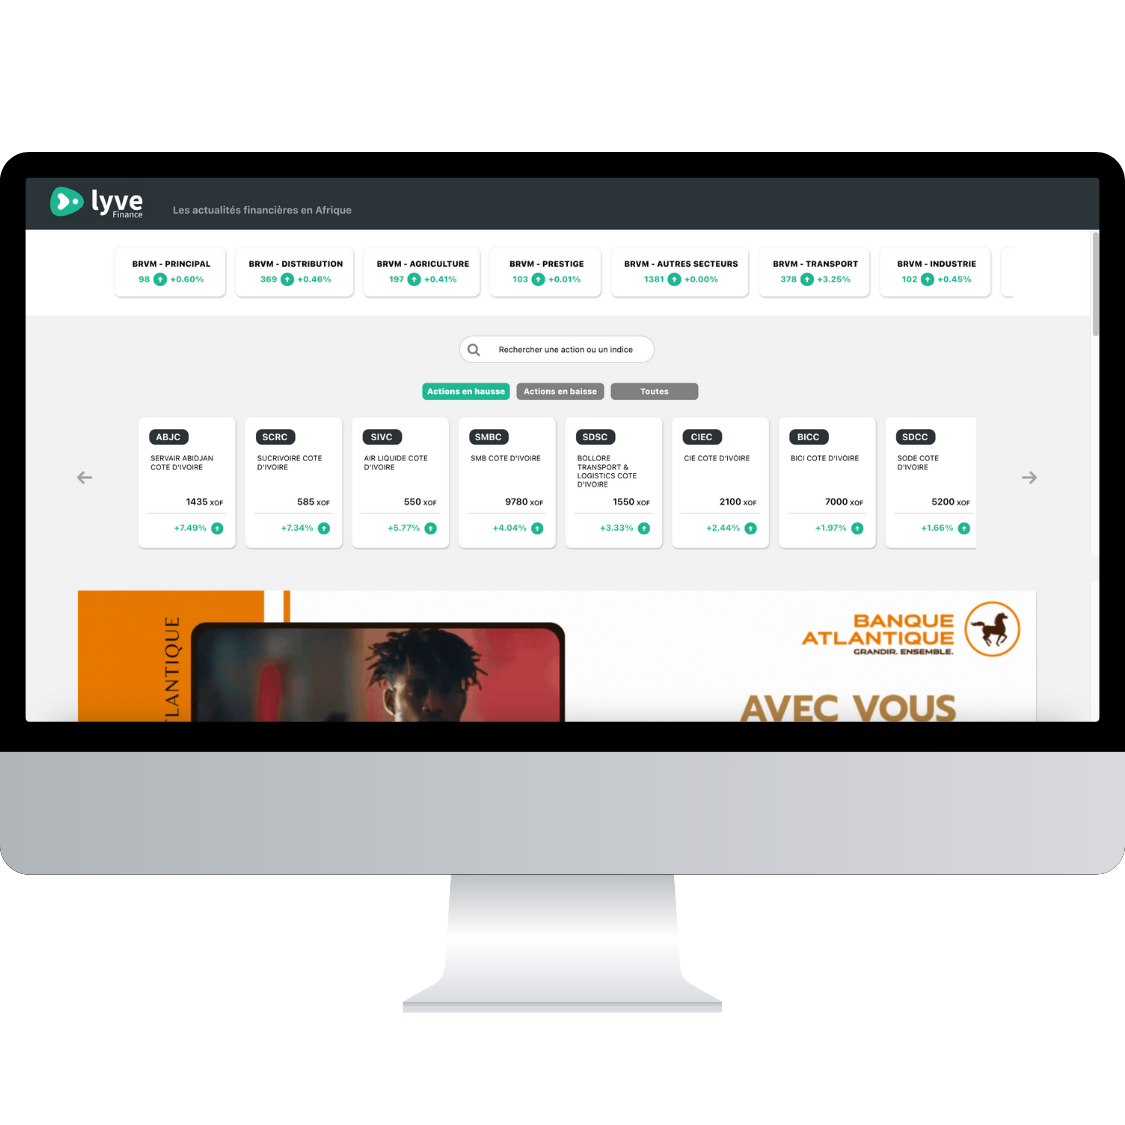 lyve
Finance
Les actualités financières en Afrique
BRVM - PRINCIPAL
98 +0.60%
BRVM - DISTRIBUTION
369 +0.46%
BRVM - AGRICULTURE
197 +0.41%
BRVM - PRESTIGE
103 +0.01%
BRVM - AUTRES SECTEURS
1381 +0.00%
BRVM - TRANSPORT
378 +3.25%
BRVM - INDUSTRIE
102 +0.45%
Rechercher une action ou un indice
Actions en hausse
Actions en baisse
Toutes
ABJC
SERVAIR ABIDJAN
COTE D'IVOIRE
1435 XOF
+7.49%
SCRC
SUCRIVOIRE COTE
D'IVOIRE
585 XOF
+7.34%
SIVC
AIR LIQUIDE COTE
D'IVOIRE
550 XOF
+5.77%
SMBC
SMB COTE D'IVOIRE
9780 XOF
+4.04%
SDSC
BOLLORE
TRANSPORT &
LOGISTICS COTE
D'IVOIRE
1550 XOF
+3.33%
CIEC
CIE COTE D'IVOIRE
2100 XOF
+2.44%
BICC
BICI COTE D'IVOIRE
7000 XOF
+1.97%
SDCC
SODE COTE
D'IVOIRE
5200 XOF
+1.66%
TLANTIQUE
BANQUE
ATLANTIQUE
GRANDIR. ENSEMBLE.
AVEC VOUS